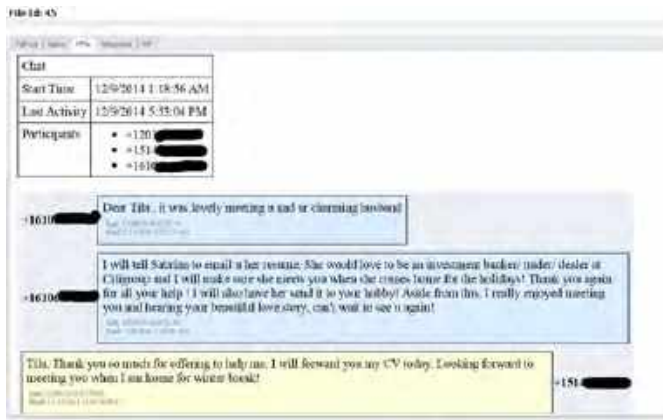 File Id: 45
Chat
Start Time 12/9/2014 1:18:56 AM
Last Activity 12/9/2014 5:55:04 PM
Participants
+1201
+1514
+1610
+1610
Dear Tila, it was lovely meeting u and ur charming husband
+1610
I will tell Sabrina to email u her resume. She would love to be an investment banker/ trader/ dealer at
Citigroup and I will make sure she meets you when she comes home for the holidays! Thank you again
for all your help ! I will also have her send it to your hubby! Aside from this, I really enjoyed meeting
you and hearing your beautiful love story, can't wait to see u again!
Tila, Thank you so much for offering to help me, I will forward you my CV today. Looking forward to
meeting you when I am home for winter break!
+151